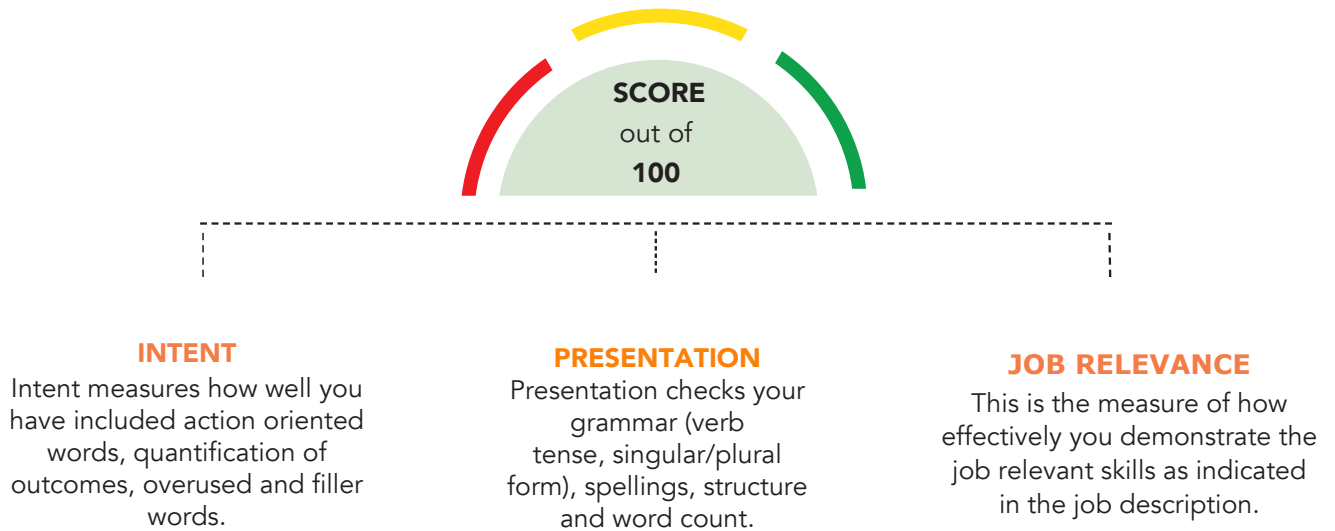 SCORE
out of
100
INTENT
Intent measures how well you
have included action oriented
words, quantification of
outcomes, overused and filler
words.
PRESENTATION
Presentation checks your
grammar (verb
tense, singular/plural
form), spellings, structure
and word count.
JOB RELEVANCE
This is the measure of how
effectively you demonstrate the
job relevant skills as indicated
in the job description.